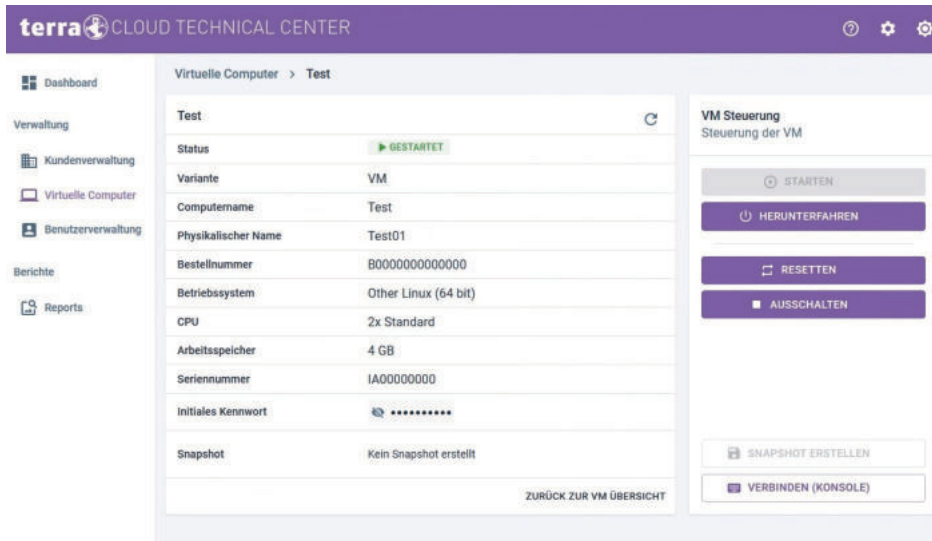 terra CLOUD TECHNICAL CENTER
Dashboard
Verwaltung
Kundenverwaltung
Virtuelle Computer
Benutzerverwaltung
Berichte
Reports
Virtuelle Computer > Test
Test
Status GESTARTET
Variante VM
Computername Test
Physikalischer Name Test01
Bestellnummer B0000000000000
Betriebssystem Other Linux (64 bit)
CPU 2x Standard
Arbeitsspeicher 4 GB
Seriennummer IA00000000
Initiales Kennwort ••••••••••
Snapshot Kein Snapshot erstellt
ZURÜCK ZUR VM ÜBERSICHT
VM Steuerung
Steuerung der VM
STARTEN
HERUNTERFAHREN
RESETTEN
AUSSCHALTEN
SNAPSHOT ERSTELLEN
VERBINDEN (KONSOLE)